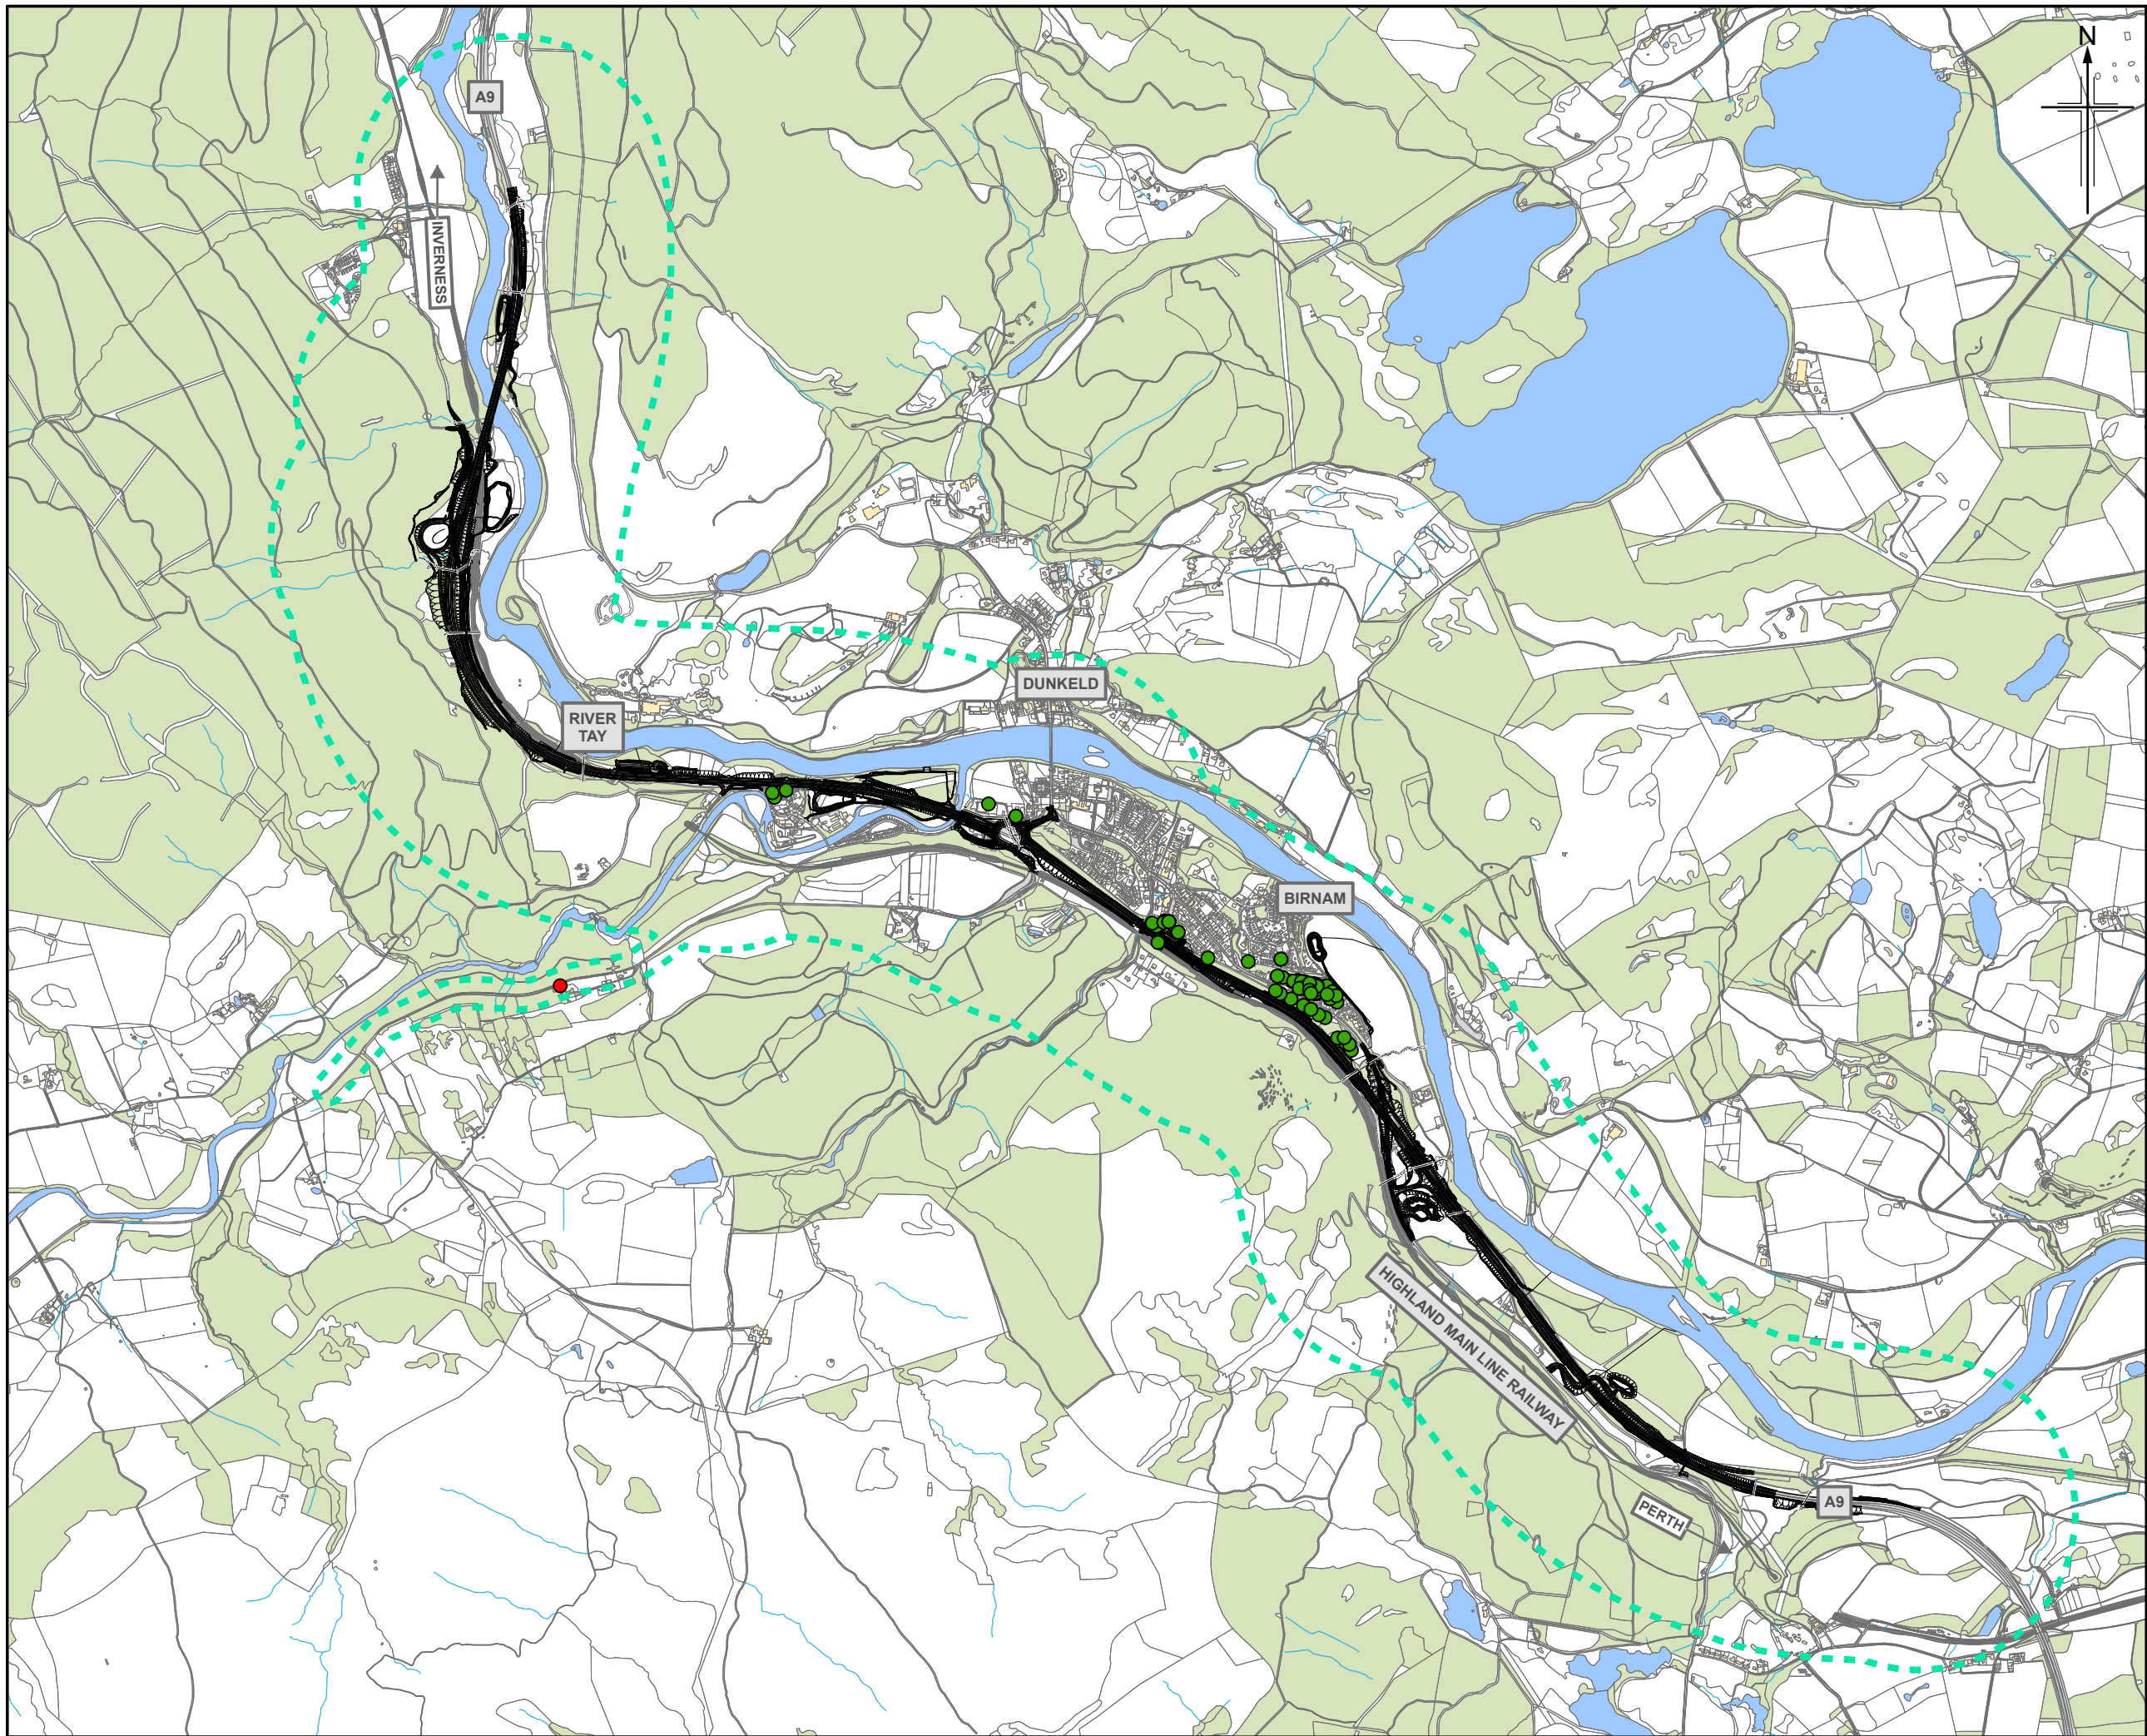 N
A9
INVERNESS
DUNKELD
RIVER
TAY
BIRNAM
HIGHLAND MAIN LINE RAILWAY
A9
PERTH